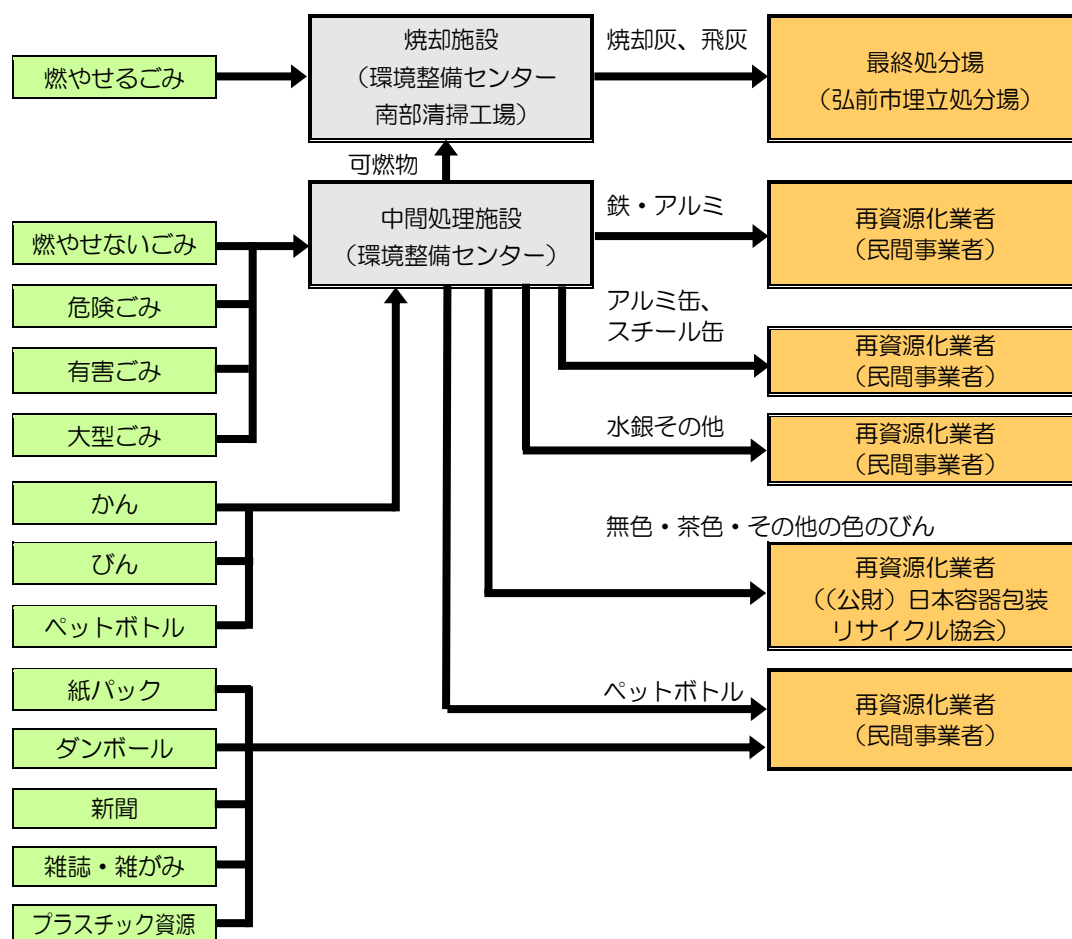 燃やせるごみ
焼却施設
（環境整備センター
南部清掃工場）
焼却灰、飛灰
最終処分場
（弘前市埋立処分場）
可燃物
燃やせないごみ
危険ごみ
有害ごみ
大型ごみ
中間処理施設
（環境整備センター）
鉄・アルミ
再資源化業者
（民間事業者）
アルミ缶、
スチール缶
再資源化業者
（民間事業者）
水銀その他
再資源化業者
（民間事業者）
かん
びん
ペットボトル
無色・茶色・その他の色のびん
再資源化業者
（（公財）日本容器包装
リサイクル協会）
紙パック
ダンボール
新聞
雑誌・雑がみ
プラスチック資源
ペットボトル
再資源化業者
（民間事業者）